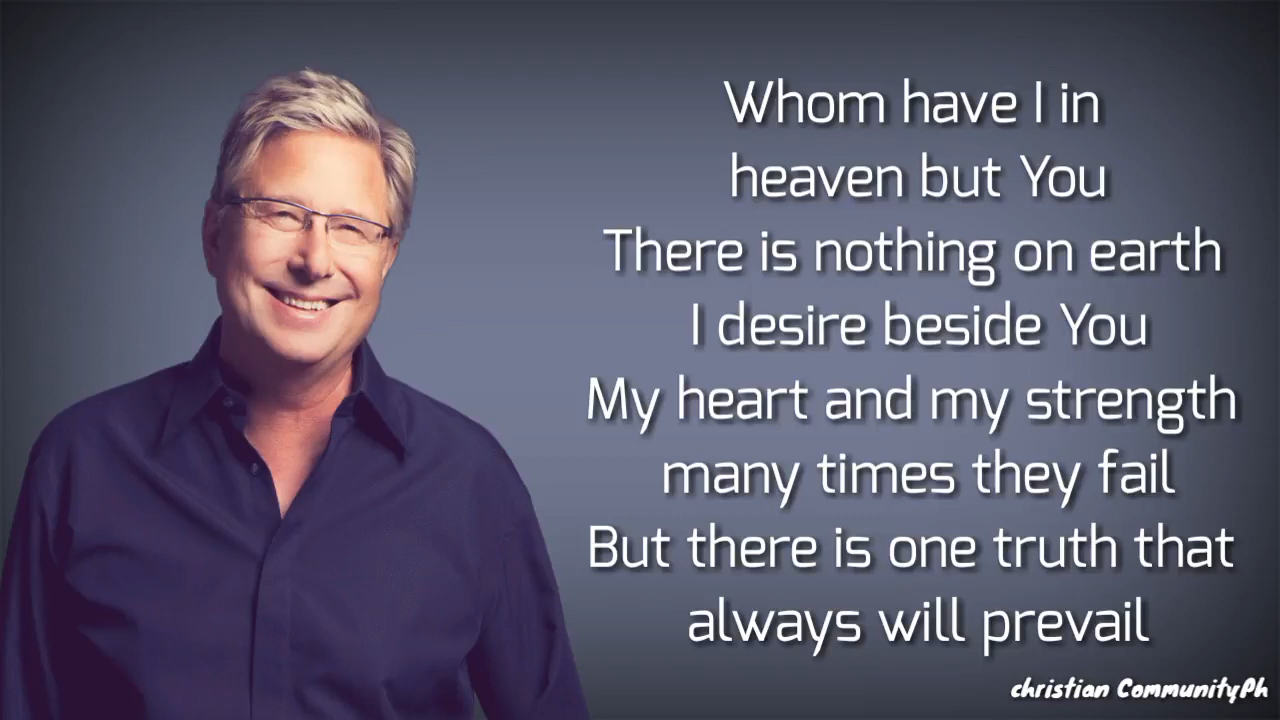 Whom have I in
heaven but You
There is nothing on earth
I desire beside You
My heart and my strength
many times they fail
But there is one truth that
always will prevail
christian CommunityPh